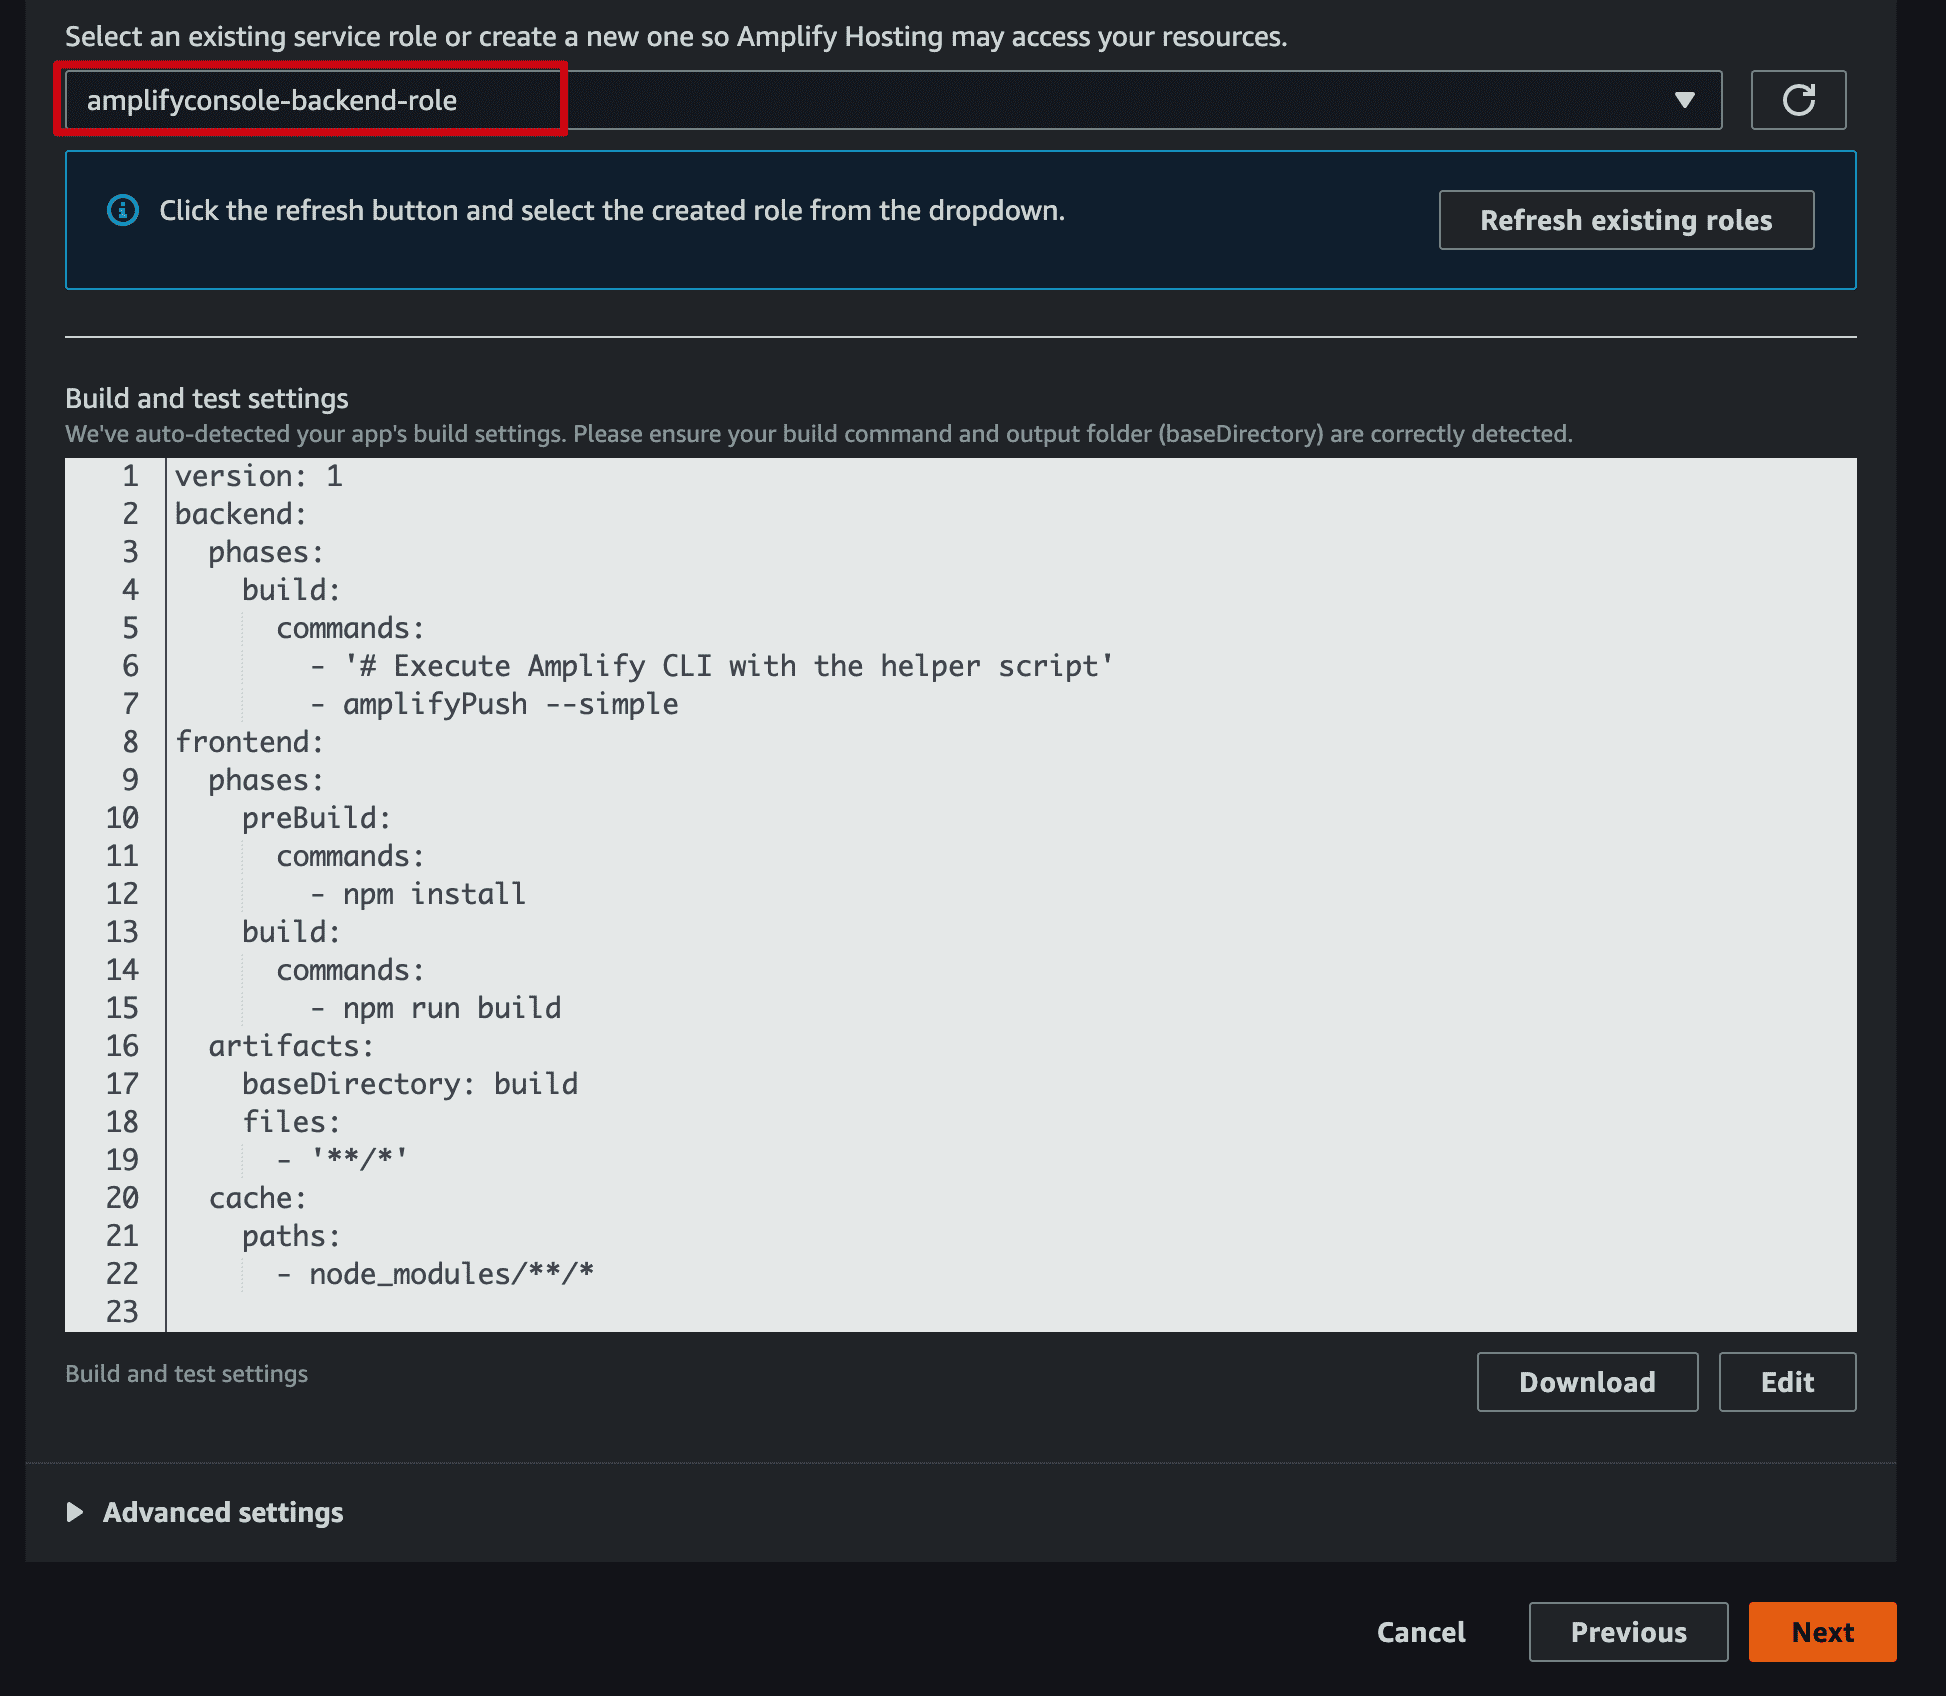 Select an existing service role or create a new one so Amplify Hosting may access your resources.
amplifyconsole-backend-role
Click the refresh button and select the created role from the dropdown.
Refresh existing roles
Build and test settings
We've auto-detected your app's build settings. Please ensure your build command and output folder (baseDirectory) are correctly detected.
1 version: 1
2 backend:
3   phases:
4     build:
5       commands:
6         - '# Execute Amplify CLI with the helper script'
7         - amplifyPush --simple
8 frontend:
9   phases:
10     preBuild:
11       commands:
12         - npm install
13     build:
14       commands:
15         - npm run build
16   artifacts:
17     baseDirectory: build
18     files:
19       - '**/*'
20   cache:
21     paths:
22       - node_modules/**/*
23
Build and test settings
Download Edit
Advanced settings
Cancel Previous Next